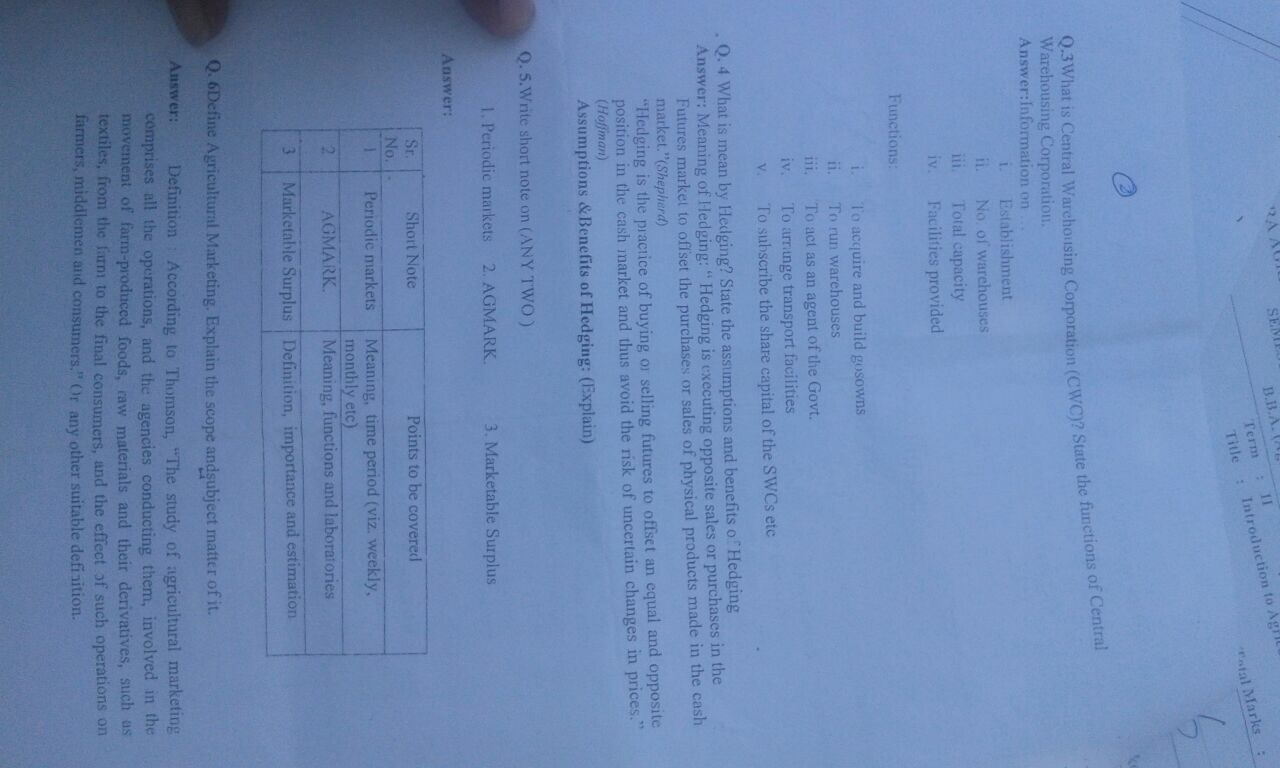 B.B.A.
Term : II
Title : Introduction to
Total Marks :
2
Q.3What is Central Warehousing Corporation (CWC)? State the functions of Central
Warehousing Corporation.
Answer:Information on . .
i. Establishment
ii. No. of warehouses
iii. Total capacity
iv. Facilities provided
Functions:
i. To acquire and build gosowns
ii. To run warehouses
iii. To act as an agent of the Govt.
iv. To arrange transport facilities
v. To subscribe the share capital of the SWCs etc
Q. 4 What is mean by Hedging? State the assumptions and benefits of Hedging
Answer: Meaning of Hedging: “ Hedging is executing opposite sales or purchases in the
Futures market to offset the purchases or sales of physical products made in the cash
market.”(Shepherd)
“Hedging is the practice of buying or selling futures to offset an equal and opposite
position in the cash market and thus avoid the risk of uncertain changes in prices.”
(Hoffman)
Assumptions &Benefits of Hedging: (Explain)
Q. 5.Write short note on (ANY TWO )
1. Periodic markets 2. AGMARK. 3. Marketable Surplus
Answer:
Sr. No. Short Note Points to be covered
1 Periodic markets Meaning, time period (viz. weekly,
monthly etc)
2 AGMARK. Meaning, functions and laboratories
3 Marketable Surplus Definition, importance and estimation
Q. 6Define Agricultural Marketing. Explain the scope andsubject matter of it.
Answer: Definition : According to Thomson, “The study of agricultural marketing
comprises all the operations, and the agencies conducting them, involved in the
movement of farm-produced foods, raw materials and their derivatives, such as
textiles, from the farm to the final consumers, and the effect of such operations on
farmers, middlemen and consumers.” Or any other suitable definition.